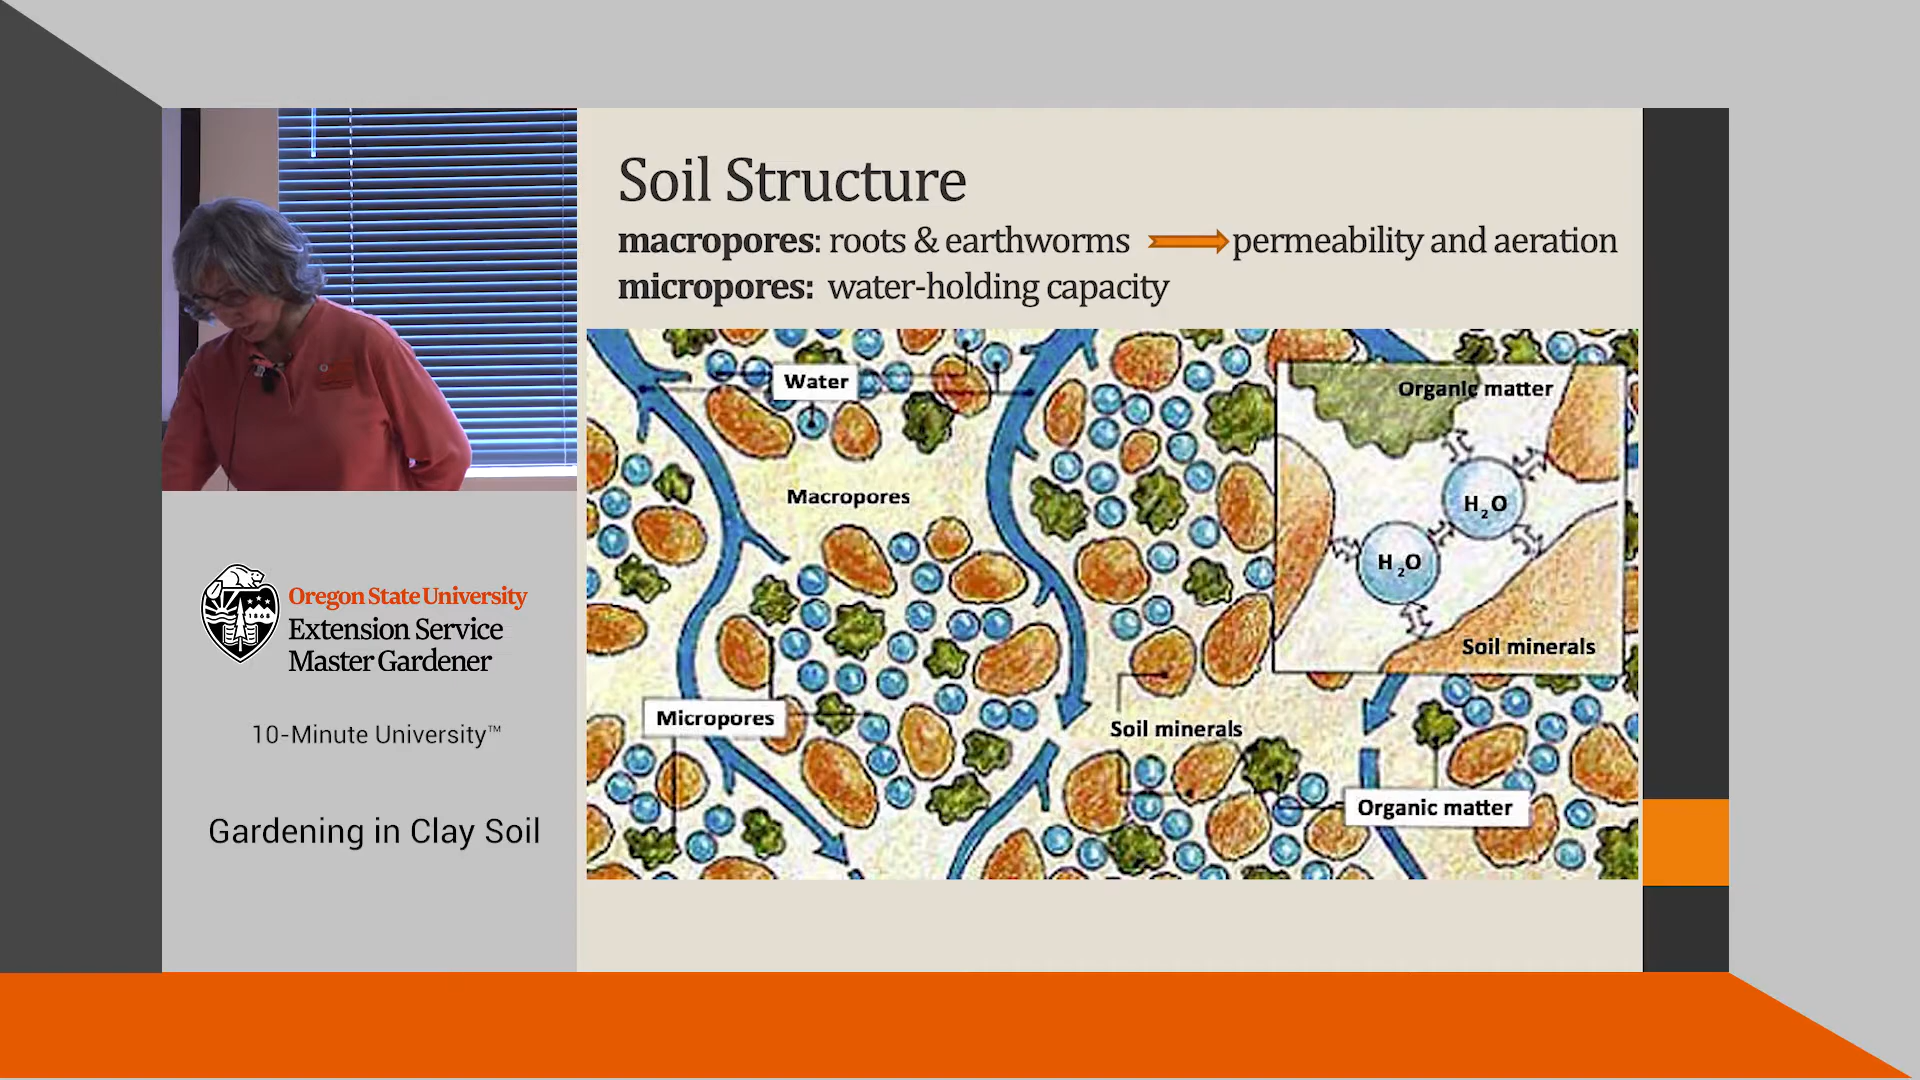 Soil Structure
macropores: roots & earthworms permeability and aeration
micropores: water-holding capacity
Water
Organic matter
Macropores
H2O
H2O
Soil minerals
Micropores
Soil minerals
Organic matter
Oregon State University
Extension Service
Master Gardener
10-Minute University™
Gardening in Clay Soil